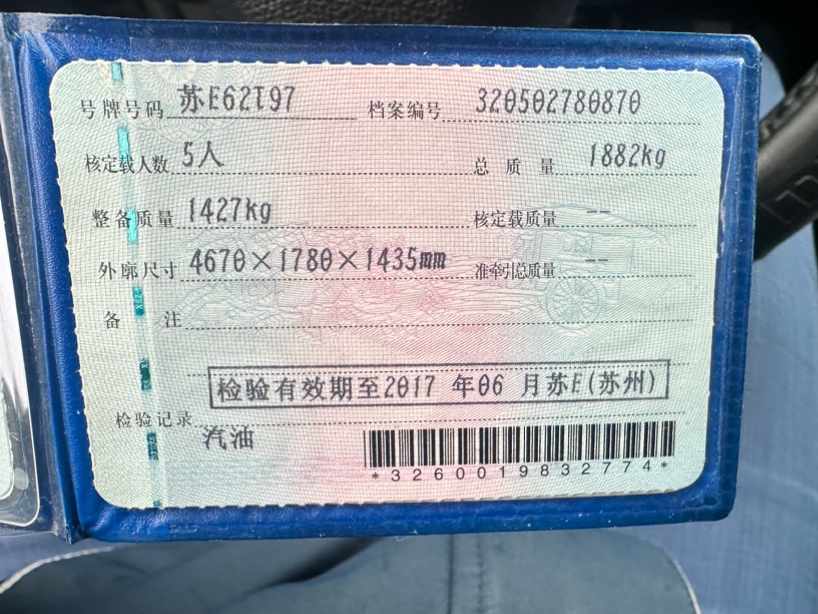 号牌号码 苏E62T97 档案编号 320502780870
核定载人数 5人 总质量 1882kg
整备质量 1427kg 核定载质量 --
外廓尺寸 4670×1780×1435mm 准牵引总质量 --
备注
检验有效期至2017 年06 月苏E(苏州)
检验记录
汽油
*3260019832774*